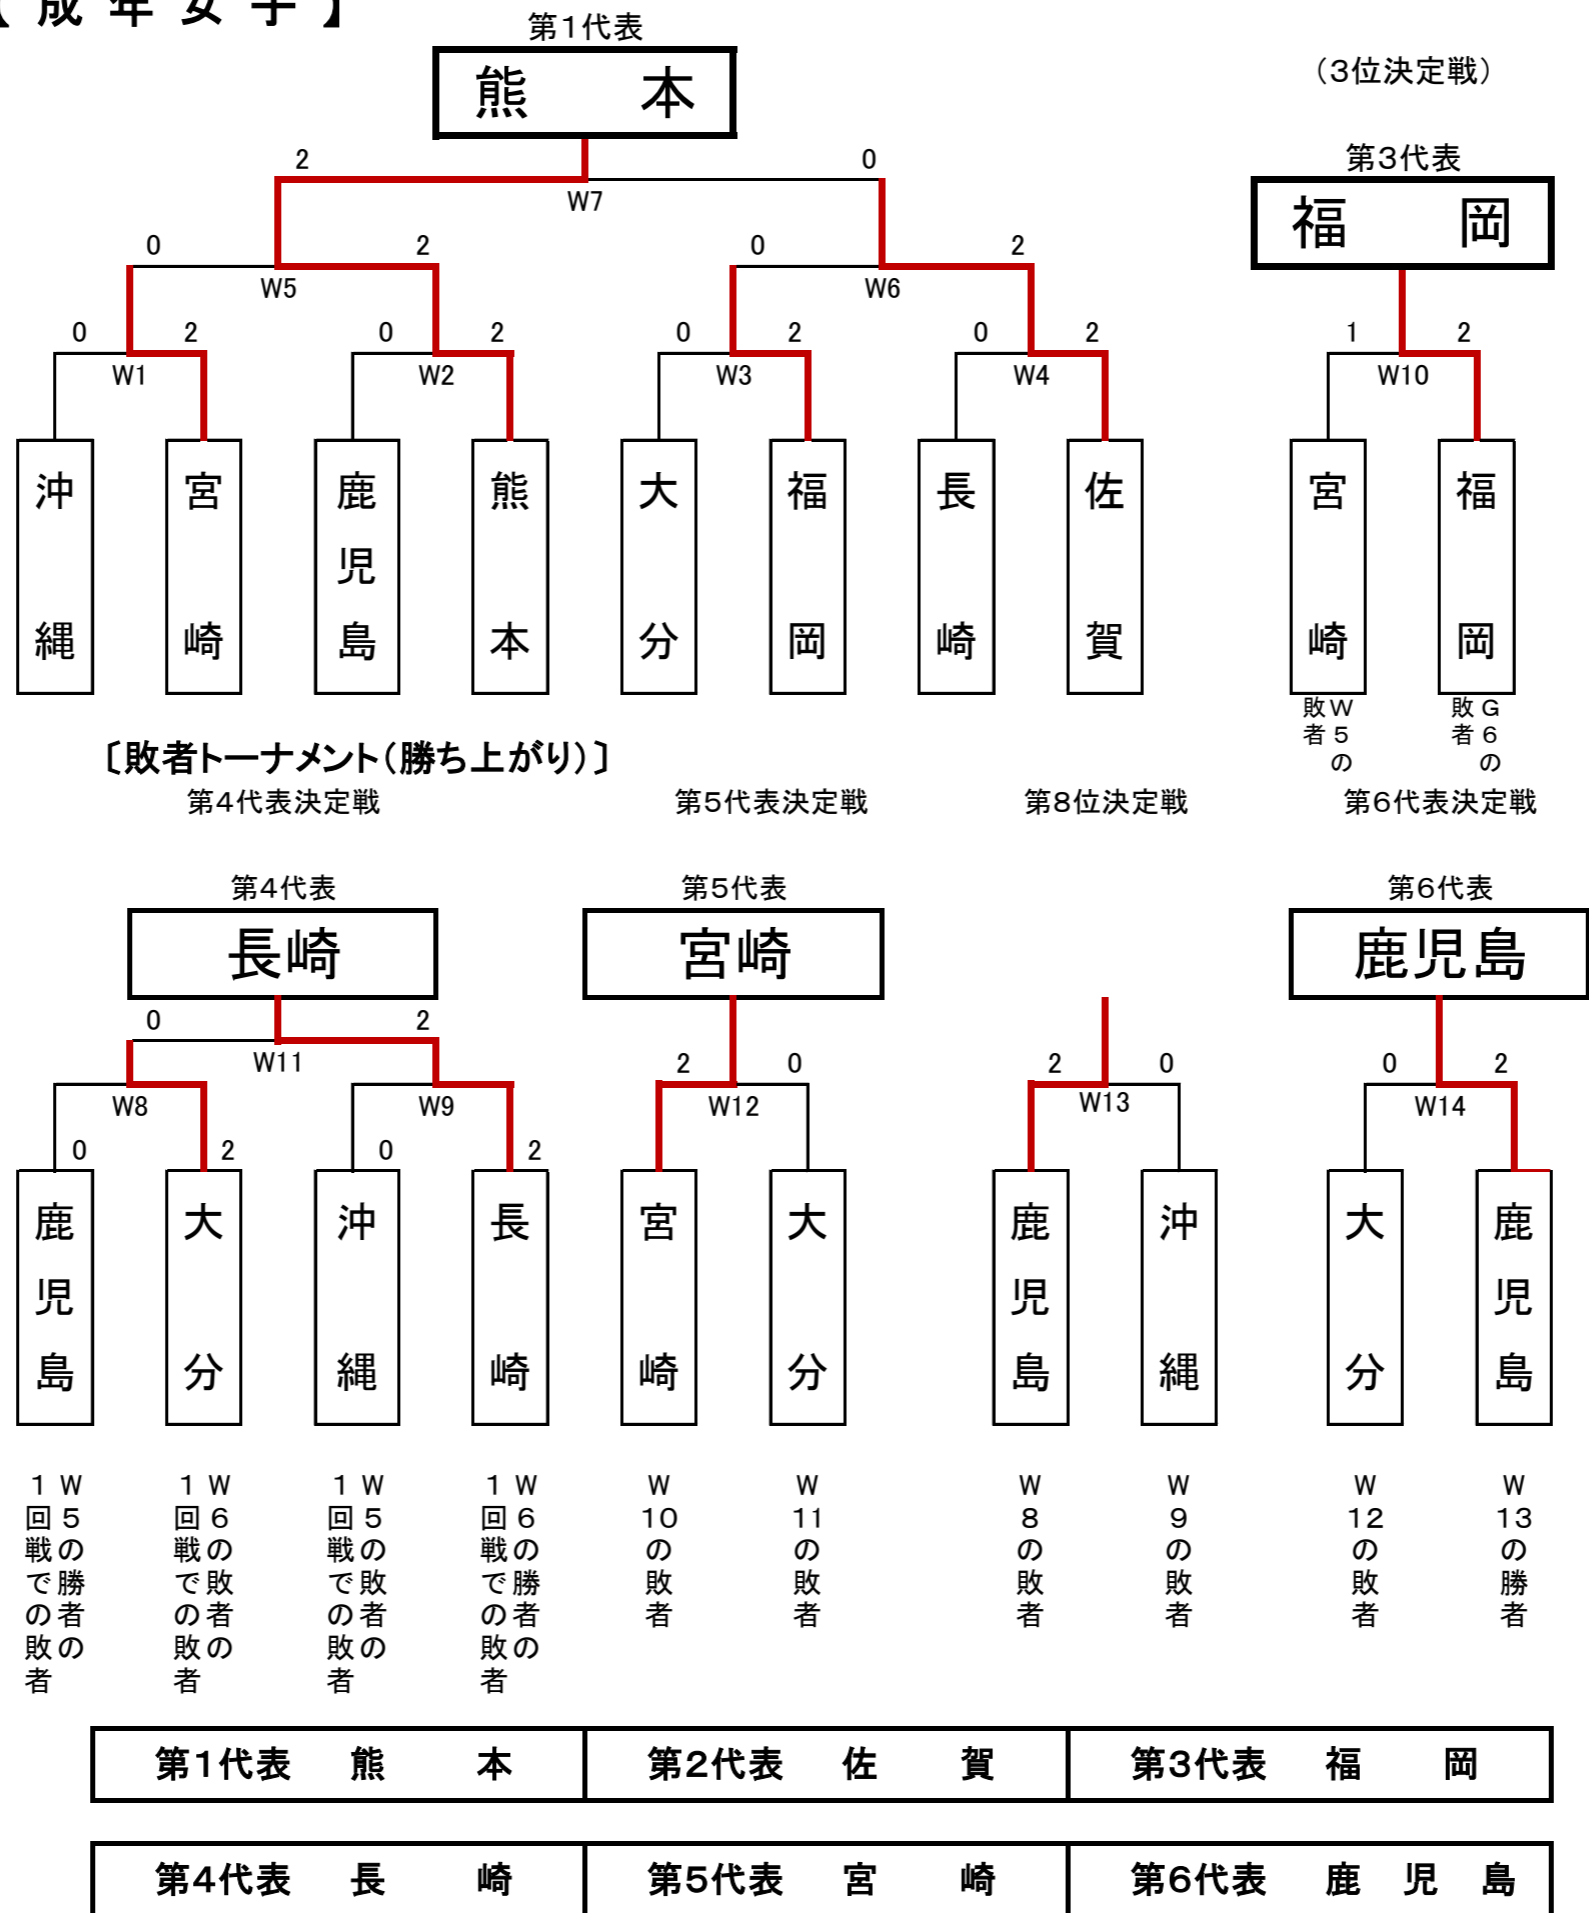 【 成 年 女 子 】
第1代表
熊 本
（3位決定戦）
第3代表
福 岡
2 0
W7
0 2 0 2
W5 W6
0 2 0 2 0 2 0 2 1 2
W1 W2 W3 W4 W10
沖縄 宮崎 鹿児島 熊本 大分 福岡 長崎 佐賀 宮崎 福岡
W5の敗者 G6の敗者
〔敗者トーナメント（勝ち上がり）〕
第4代表決定戦 第5代表決定戦 第8位決定戦 第6代表決定戦
第4代表 第5代表 第6代表
長崎 宮崎 鹿児島
0 2
W11
2 0 2 0 0 2
W8 W9 W12 W13 W14
0 2 0 2
鹿児島 大分 沖縄 長崎 宮崎 大分 鹿児島 沖縄 大分 鹿児島
W5の勝者の
1回戦での敗者
W6の敗者の
1回戦での敗者
W5の敗者の
1回戦での敗者
W6の勝者の
1回戦での敗者
W10の敗者
W11の敗者
W8の敗者
W9の敗者
W12の敗者
W13の勝者
第1代表 熊 本 第2代表 佐 賀 第3代表 福 岡
第4代表 長 崎 第5代表 宮 崎 第6代表 鹿 児 島